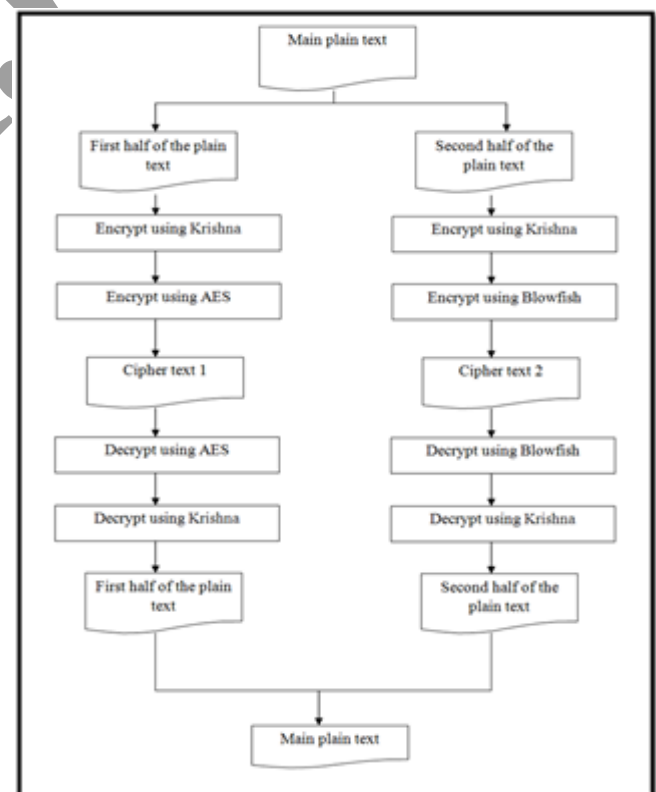 Main plain text
First half of the plain
text
Second half of the
plain text
Encrypt using Krishna
Encrypt using Krishna
Encrypt using AES
Encrypt using Blowfish
Cipher text 1
Cipher text 2
Decrypt using AES
Decrypt using Blowfish
Decrypt using Krishna
Decrypt using Krishna
First half of the plain
text
Second half of the
plain text
Main plain text